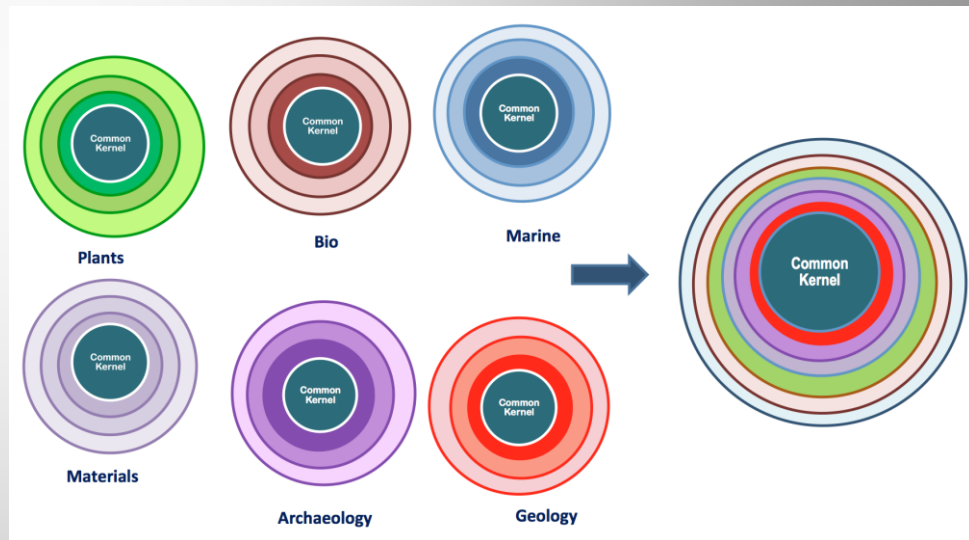 Common
Kernel
Plants
Common
Kernel
Bio
Common
Kernel
Marine
Common
Kernel
Materials
Common
Kernel
Archaeology
Common
Kernel
Geology
Common
Kernel